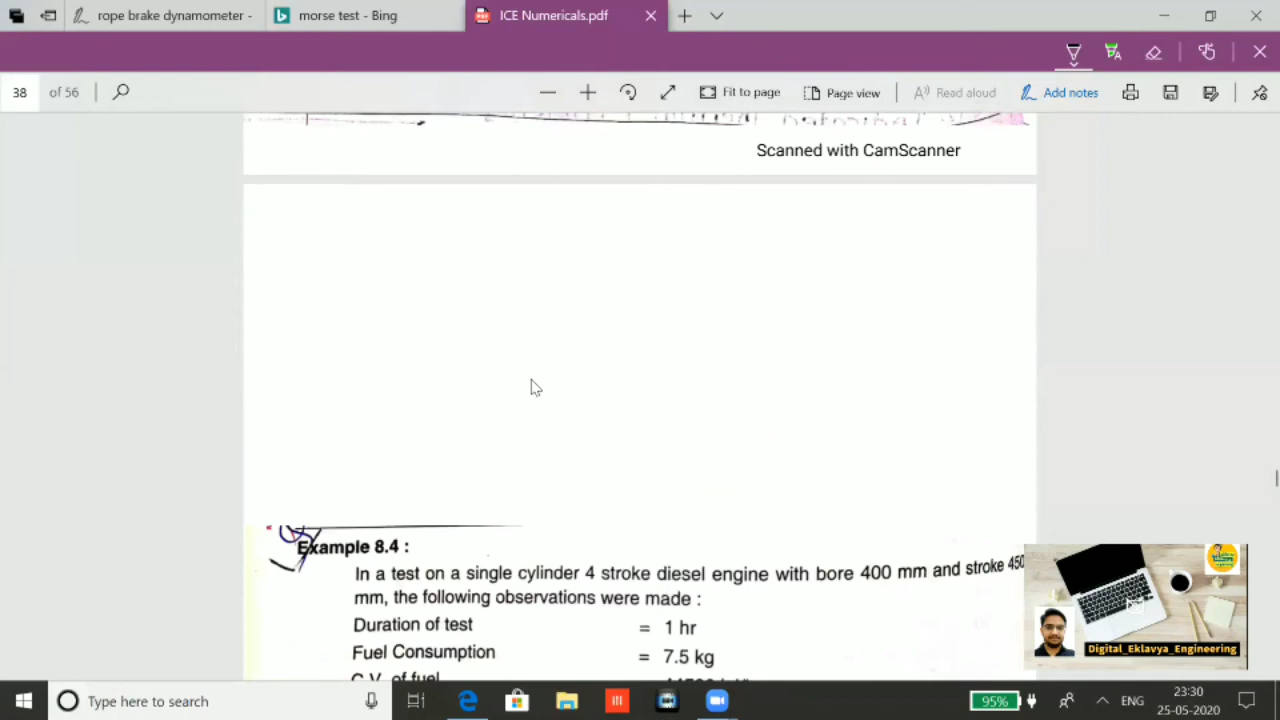 rope brake dynamometer -
morse test - Bing
ICE Numericals.pdf
38 of 56
Fit to page
Page view
Read aloud
Add notes
Scanned with CamScanner
Example 8.4 :
In a test on a single cylinder 4 stroke diesel engine with bore 400 mm and stroke 450
mm, the following observations were made :
Duration of test = 1 hr
Fuel Consumption = 7.5 kg
C.V. of fuel
Digital_Eklavya_Engineering
Type here to search
95%
ENG
23:30
25-05-2020